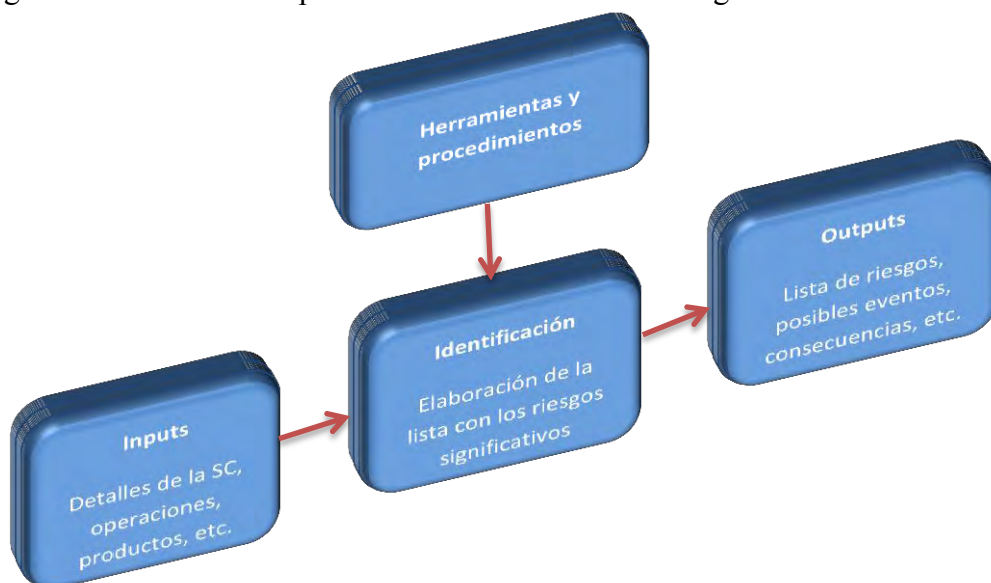 Herramientas y
procedimientos
Outputs
Lista de riesgos,
posibles eventos,
consecuencias, etc.
Identificación
Elaboración de la
lista con los riesgos
significativos
Inputs
Detalles de la SC,
operaciones,
productos, etc.